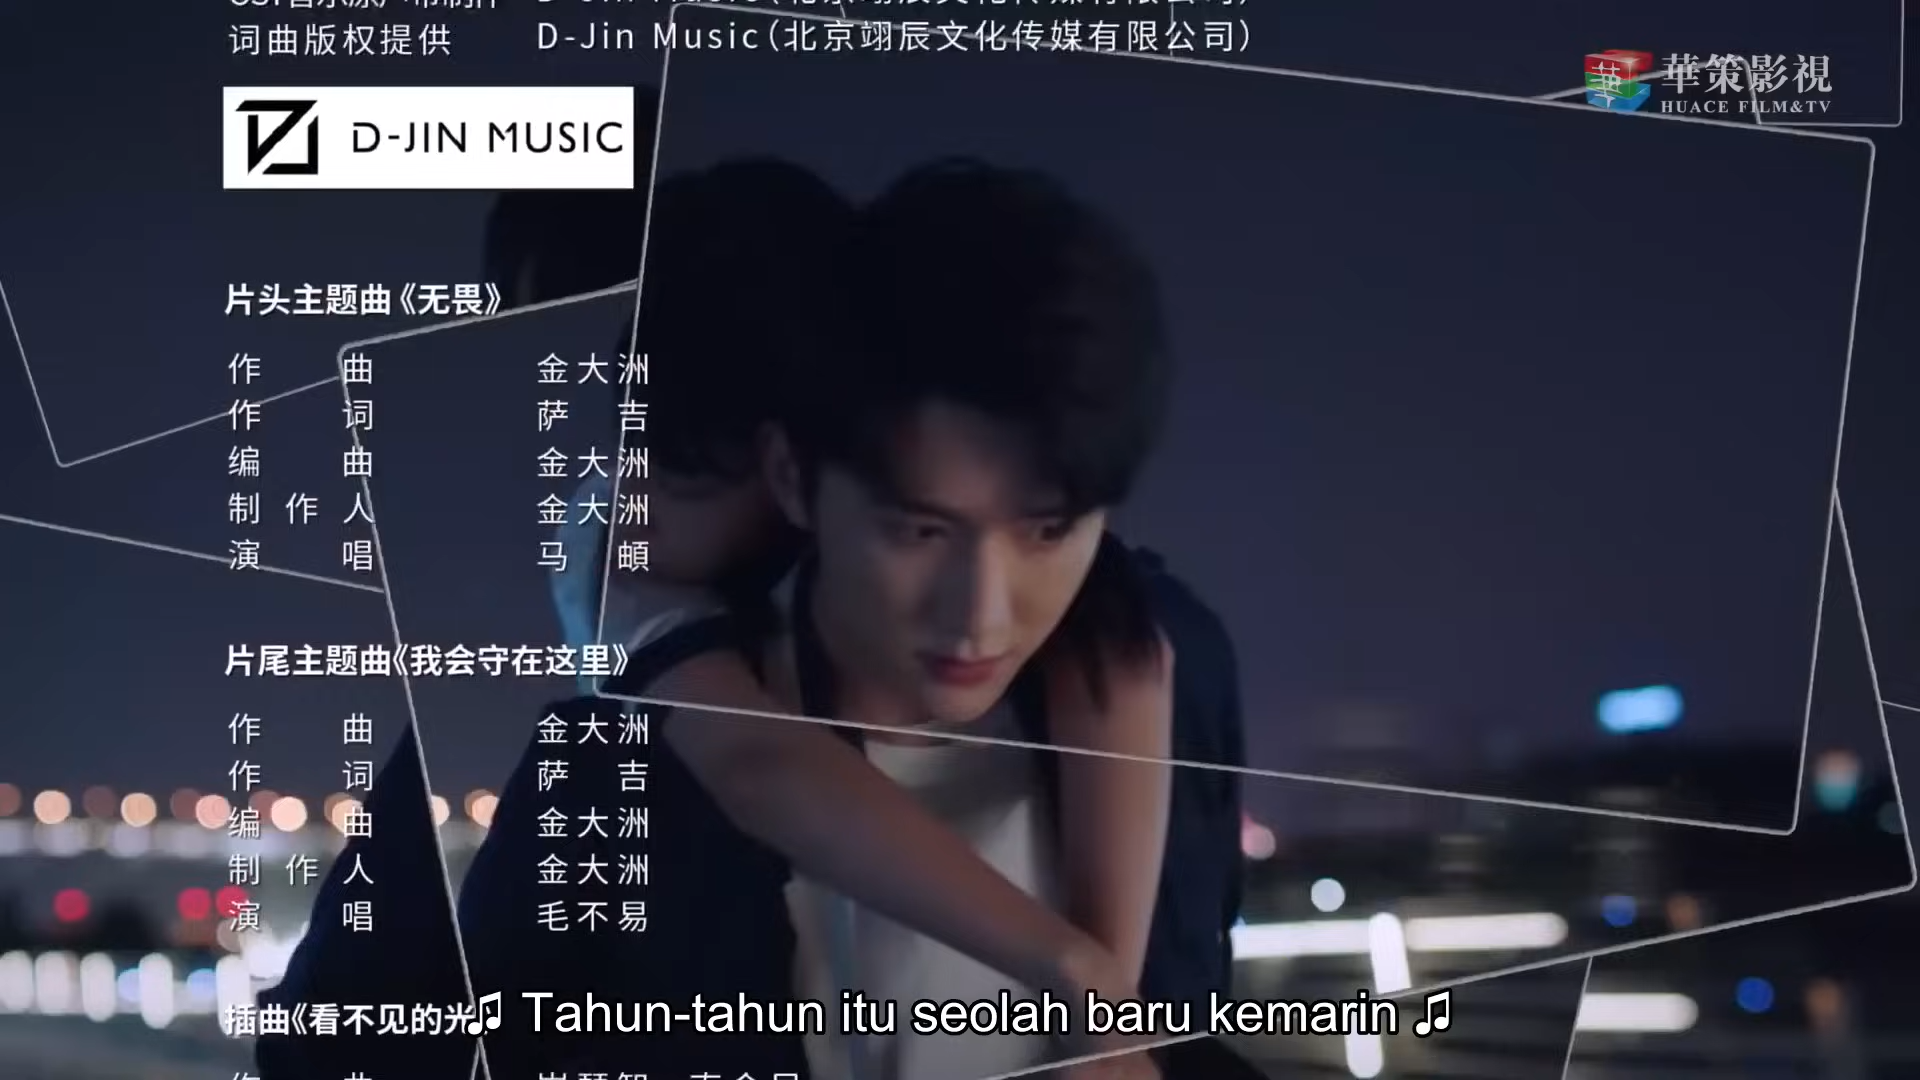 词曲版权提供 D-Jin Music(北京翊辰文化传媒有限公司)
華策影視
HUACE FILM&TV
D-JIN MUSIC
片头主题曲《无畏》
作 曲 金大洲
作 词 萨 吉
编 曲 金大洲
制 作 人 金大洲
演 唱 马 頔
片尾主题曲《我会守在这里》
作 曲 金大洲
作 词 萨 吉
编 曲 金大洲
制 作 人 金大洲
演 唱 毛不易
插曲《看不见的光
♫ Tahun-tahun itu seolah baru kemarin ♫